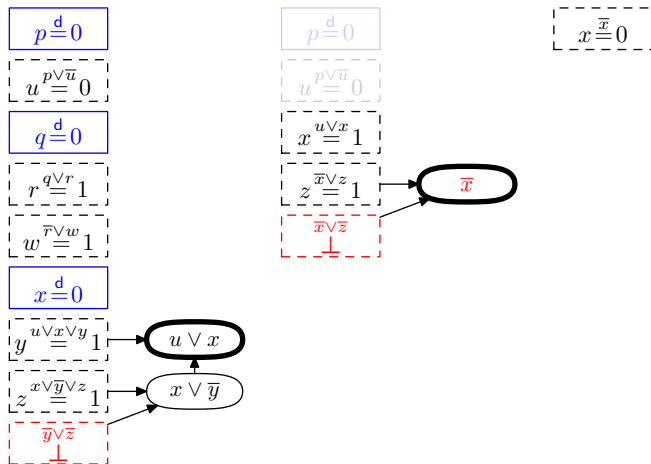 p =ᵈ 0
u =^{p∨u̅} 0
q =ᵈ 0
r =^{q∨r} 1
w =^{r̅∨w} 1
x =ᵈ 0
y =^{u∨x∨y} 1
u ∨ x
z =^{x∨y̅∨z} 1
x ∨ y̅
y̅∨z̅
⊥
p =ᵈ 0
u =^{p∨u̅} 0
x =^{u∨x} 1
z =^{x̅∨z} 1
x̅
x̅∨z̅
⊥
x =^{x̅} 0